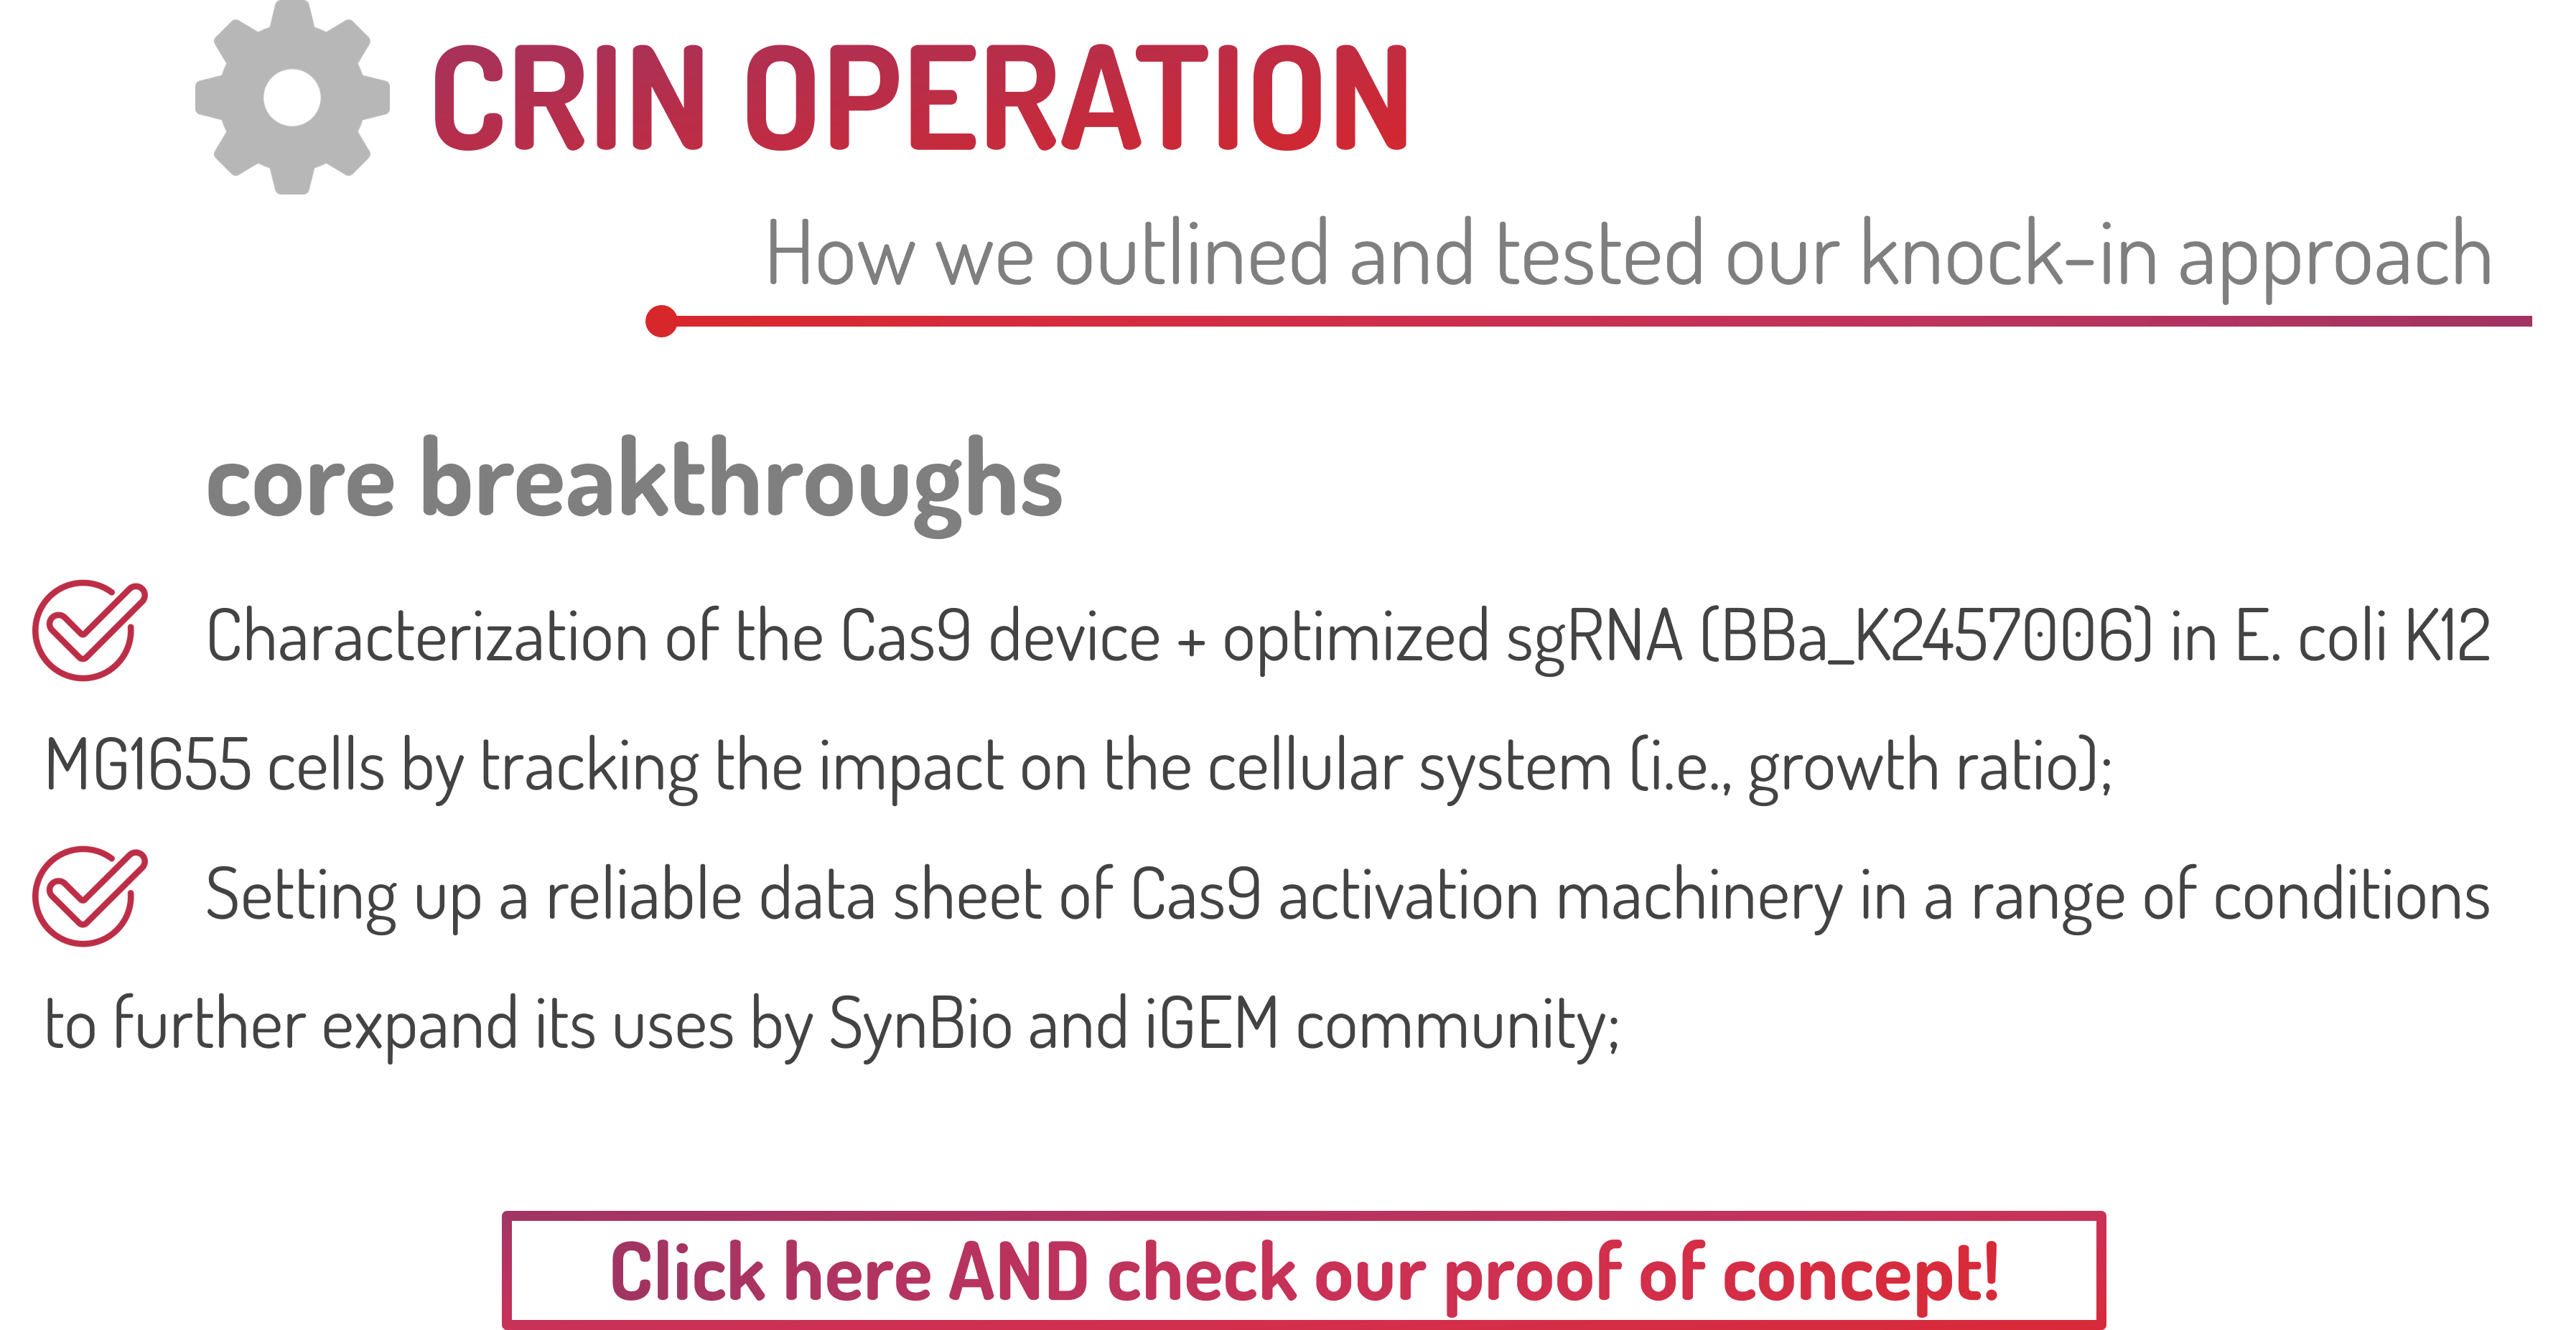 CRIN OPERATION
How we outlined and tested our knock-in approach
core breakthroughs
Characterization of the Cas9 device + optimized sgRNA (BBa_K2457006) in E. coli K12
MG1655 cells by tracking the impact on the cellular system (i.e., growth ratio);
Setting up a reliable data sheet of Cas9 activation machinery in a range of conditions
to further expand its uses by SynBio and iGEM community;
Click here AND check our proof of concept!